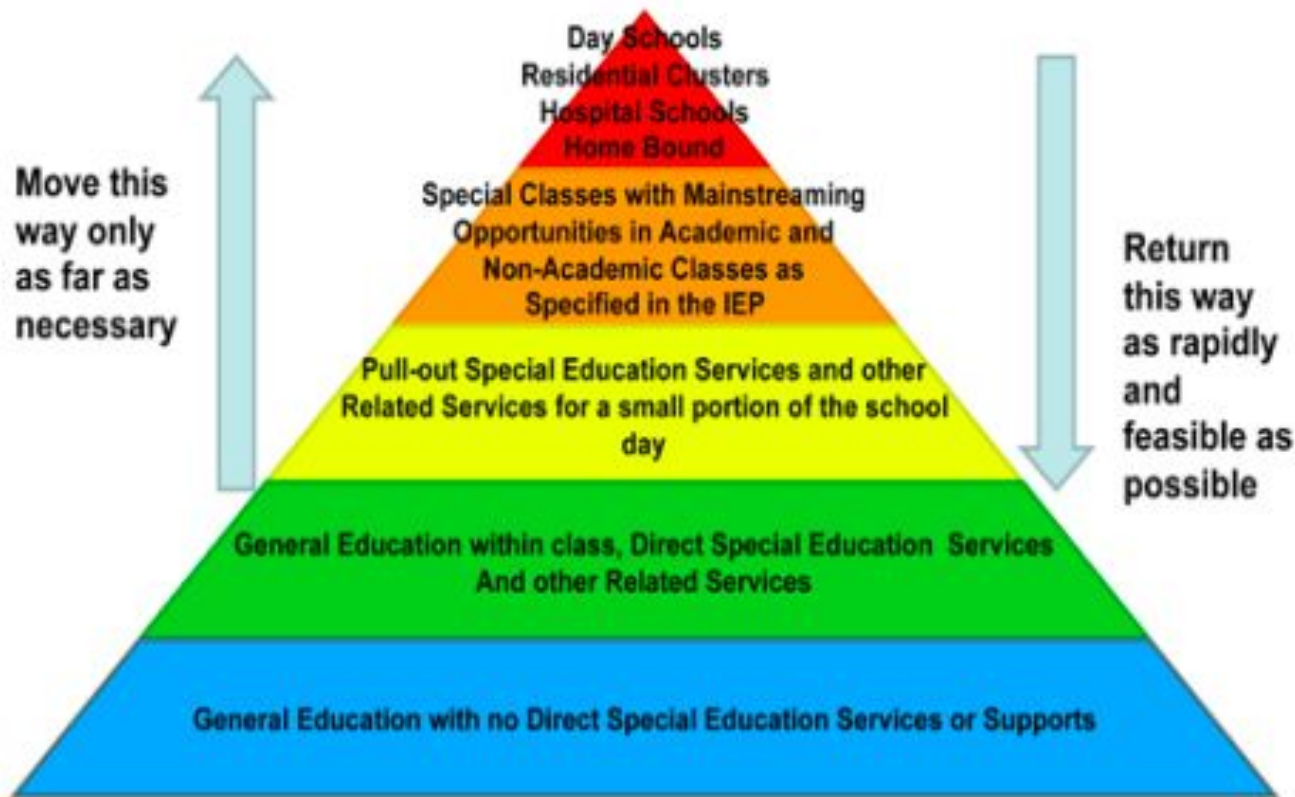 Day Schools
Residential Clusters
Hospital Schools
Home Bound
Move this
way only
as far as
necessary
Special Classes with Mainstreaming
Opportunities in Academic and
Non-Academic Classes as
Specified in the IEP
Return
this way
as rapidly
and
feasible as
possible
Pull-out Special Education Services and other
Related Services for a small portion of the school
day
General Education within class, Direct Special Education Services
And other Related Services
General Education with no Direct Special Education Services or Supports